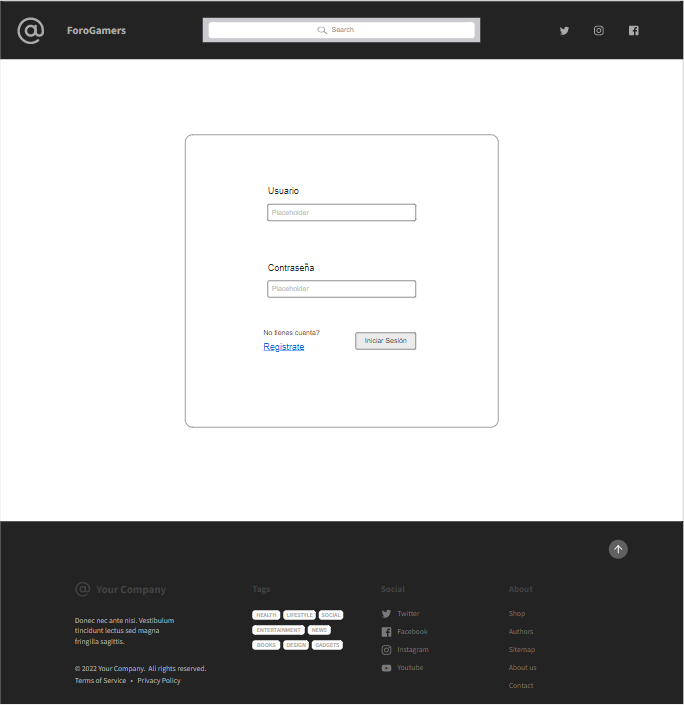 @ ForoGamers
Search
Usuario
Placeholder
Contraseña
Placeholder
No tienes cuenta?
Registrate
Iniciar Sesión
@ Your Company
Donec nec ante nisi. Vestibulum
tincidunt lectus sed magna
fringilla sagittis.
© 2022 Your Company. All rights reserved.
Terms of Service • Privacy Policy
Tags
HEALTH LIFESTYLE SOCIAL
ENTERTAINMENT NEWS
BOOKS DESIGN GADGETS
Social
Twitter
Facebook
Instagram
Youtube
About
Shop
Authors
Sitemap
About us
Contact